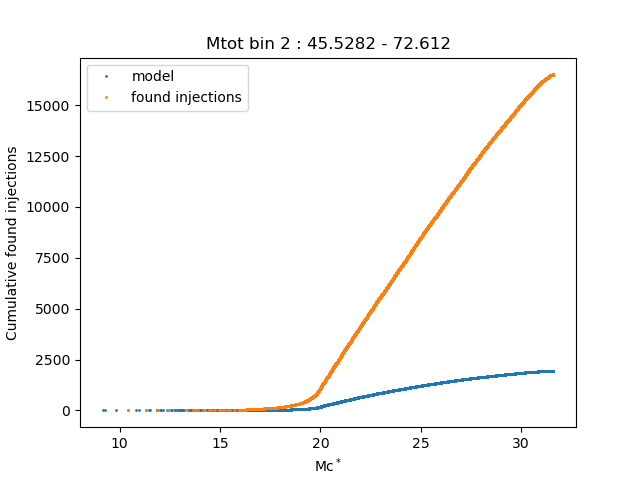 Mtot bin 2 : 45.5282 - 72.612
model
found injections
15000
12500
10000
7500
5000
2500
0
Cumulative found injections
10 15 20 25 30
Mc*